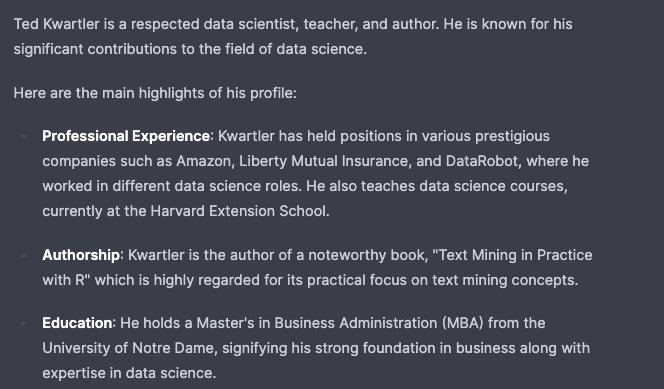 Ted Kwartler is a respected data scientist, teacher, and author. He is known for his
significant contributions to the field of data science.
Here are the main highlights of his profile:
Professional Experience: Kwartler has held positions in various prestigious
companies such as Amazon, Liberty Mutual Insurance, and DataRobot, where he
worked in different data science roles. He also teaches data science courses,
currently at the Harvard Extension School.
Authorship: Kwartler is the author of a noteworthy book, "Text Mining in Practice
with R" which is highly regarded for its practical focus on text mining concepts.
Education: He holds a Master's in Business Administration (MBA) from the
University of Notre Dame, signifying his strong foundation in business along with
expertise in data science.